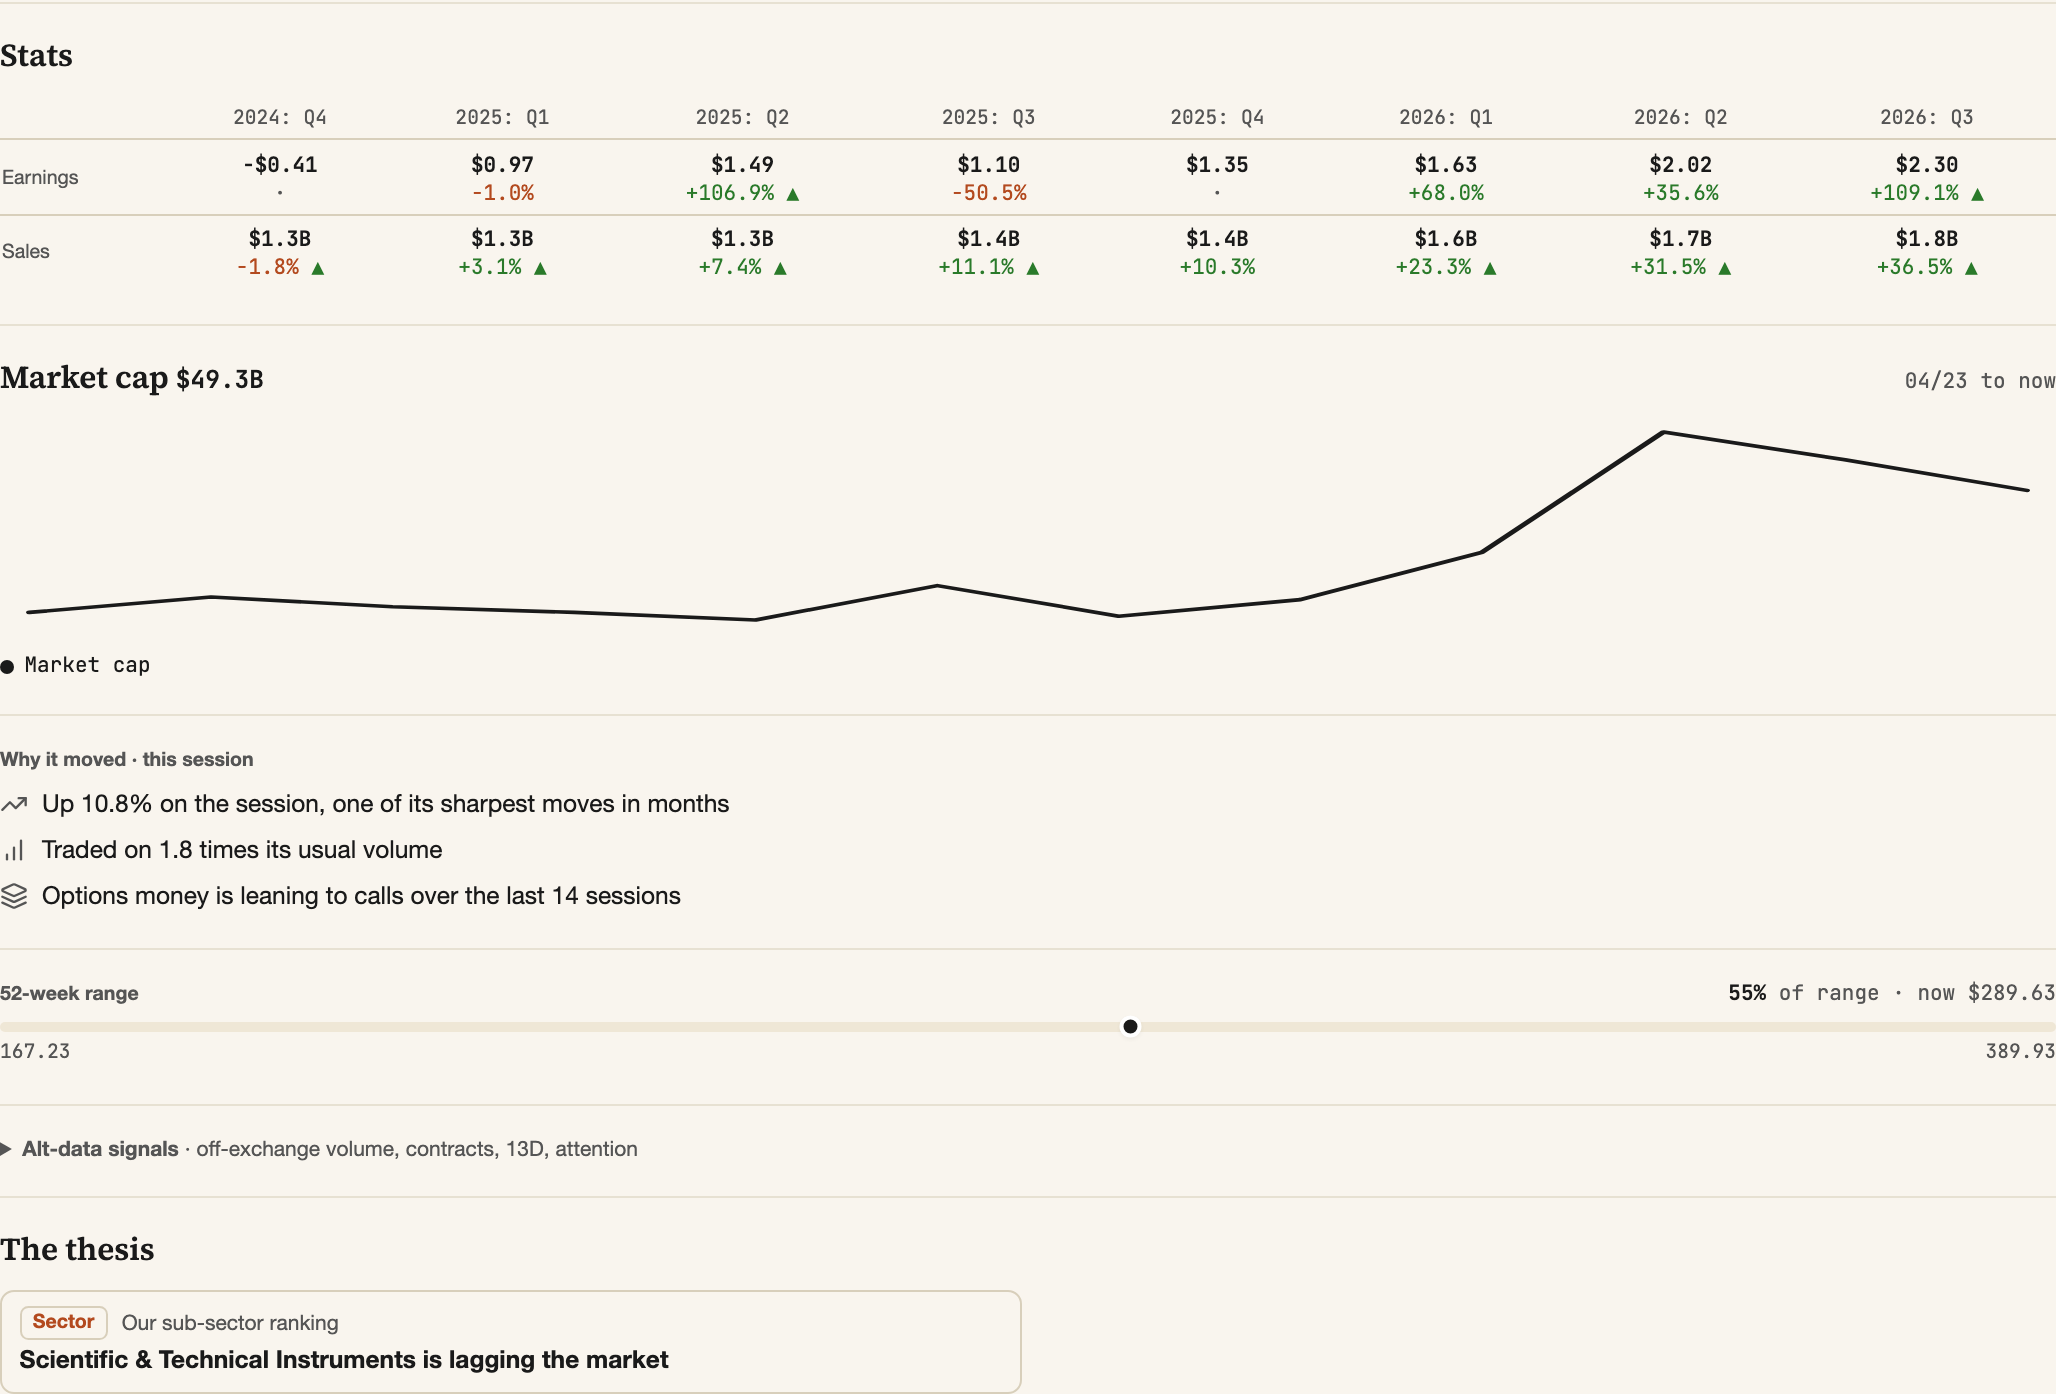 Stats
2024: Q4 2025: Q1 2025: Q2 2025: Q3 2025: Q4 2026: Q1 2026: Q2 2026: Q3
Earnings -$0.41 $0.97 $1.49 $1.10 $1.35 $1.63 $2.02 $2.30
· -1.0% +106.9% ▲ -50.5% · +68.0% +35.6% +109.1% ▲
Sales $1.3B $1.3B $1.3B $1.4B $1.4B $1.6B $1.7B $1.8B
-1.8% ▲ +3.1% ▲ +7.4% ▲ +11.1% ▲ +10.3% +23.3% ▲ +31.5% ▲ +36.5% ▲
Market cap $49.3B 04/23 to now
Market cap
Why it moved · this session
Up 10.8% on the session, one of its sharpest moves in months
Traded on 1.8 times its usual volume
Options money is leaning to calls over the last 14 sessions
52-week range 55% of range · now $289.63
167.23 389.93
Alt-data signals · off-exchange volume, contracts, 13D, attention
The thesis
Sector Our sub-sector ranking
Scientific & Technical Instruments is lagging the market